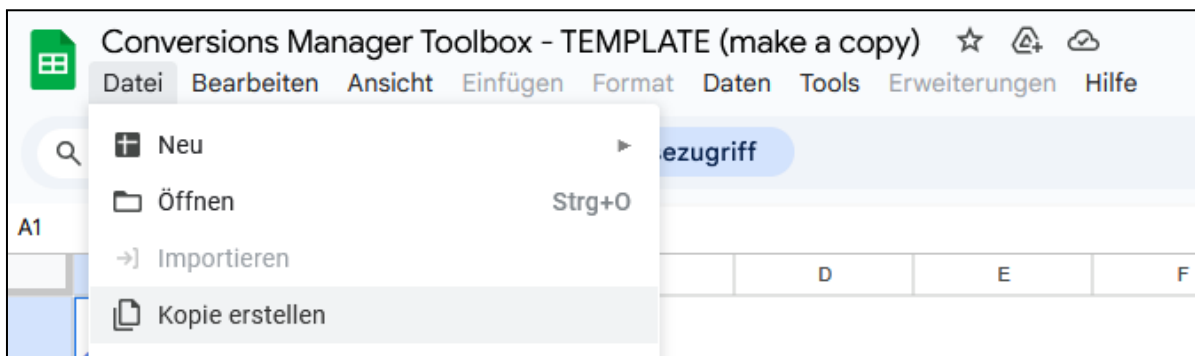 Conversions Manager Toolbox - TEMPLATE (make a copy)
Datei Bearbeiten Ansicht Einfügen Format Daten Tools Erweiterungen Hilfe
Neu
ezugriff
Öffnen Strg+O
A1
Importieren
D E F
Kopie erstellen